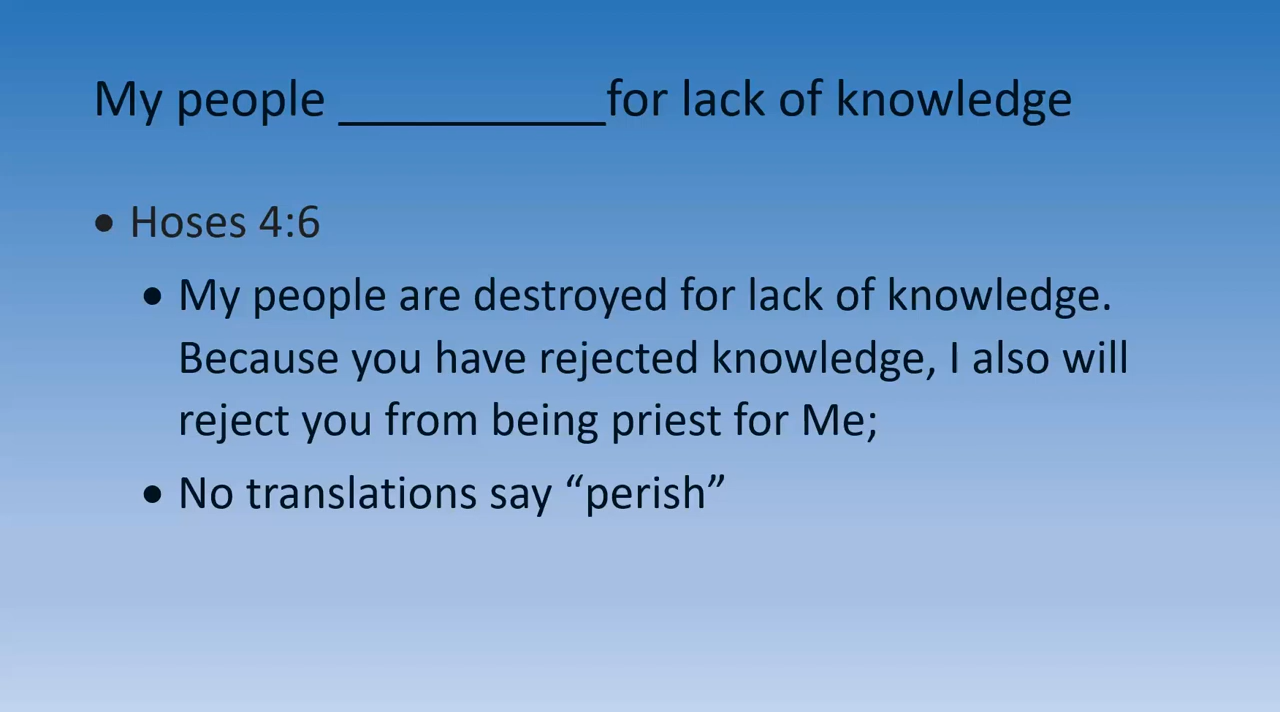 My people __________for lack of knowledge
• Hoses 4:6
• My people are destroyed for lack of knowledge.
Because you have rejected knowledge, I also will
reject you from being priest for Me;
• No translations say “perish”